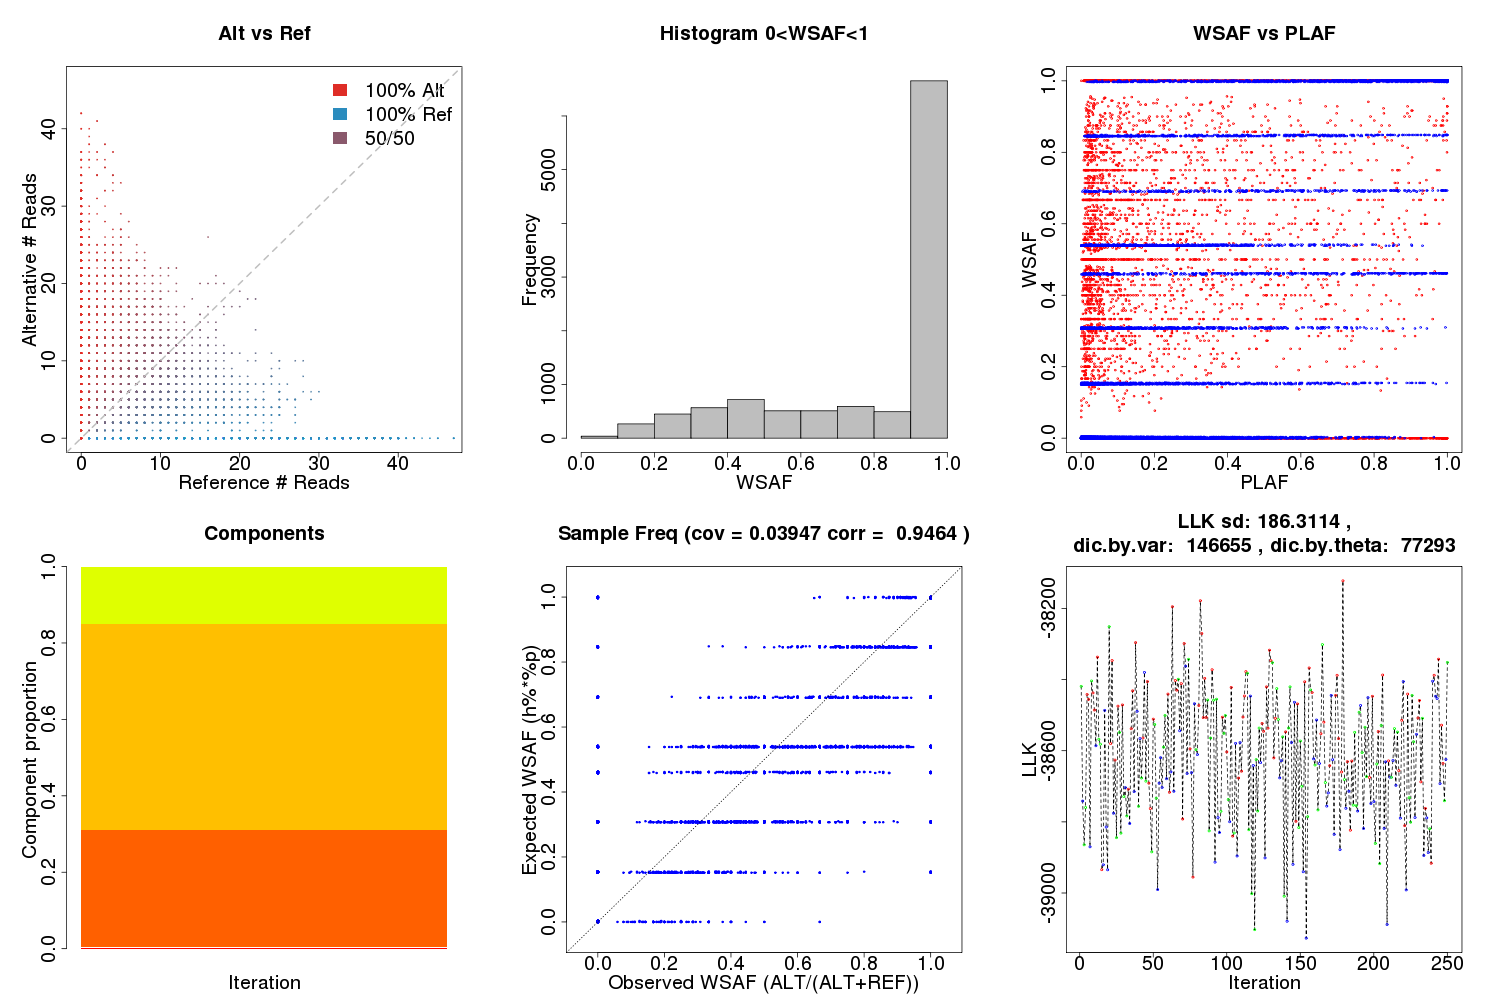 Alt vs Ref
100% Alt
100% Ref
50/50
Alternative # Reads
0 10 20 30 40
0 10 20 30 40
Reference # Reads
Histogram 0<WSAF<1
Frequency
0 1000 3000 5000
0.0 0.2 0.4 0.6 0.8 1.0
WSAF
WSAF vs PLAF
WSAF
0.0 0.2 0.4 0.6 0.8 1.0
0.0 0.2 0.4 0.6 0.8 1.0
PLAF
Components
Component proportion
0.0 0.2 0.4 0.6 0.8 1.0
Iteration
Sample Freq (cov = 0.03947 corr = 0.9464 )
Expected WSAF (h%*%p)
0.0 0.2 0.4 0.6 0.8 1.0
0.0 0.2 0.4 0.6 0.8 1.0
Observed WSAF (ALT/(ALT+REF))
LLK sd: 186.3114 ,
dic.by.var: 146655 , dic.by.theta: 77293
LLK
-39000 -38600 -38200
0 50 100 150 200 250
Iteration